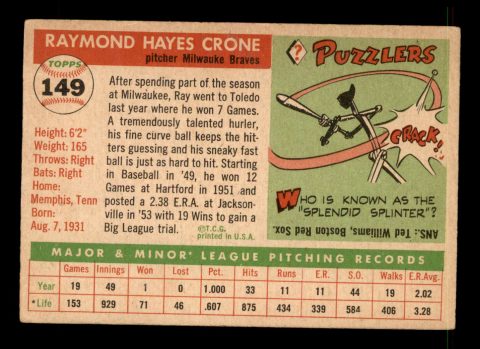 RAYMOND HAYES CRONE
pitcher Milwauke Braves
TOPPS
149
Height: 6'2"
Weight: 165
Throws: Right
Bats: Right
Home:
Memphis, Tenn
Born:
Aug. 7, 1931
After spending part of the season
at Milwaukee, Ray went to Toledo
last year where he won 7 Games.
A tremendously talented hurler,
his fine curve ball keeps the hit-
ters guessing and his sneaky fast
ball is just as hard to hit. Starting
in Baseball in '49, he won 12
Games at Hartford in 1951 and
posted a 2.38 E.R.A. at Jackson-
ville in '53 with 19 Wins to gain a
Big League trial.
©T.C.G.
printed in U.S.A.
?
PUZZLERS
CRACK!
WHO IS KNOWN AS THE
"SPLENDID SPLINTER"?
ANS.: Ted Williams, Boston Red Sox.
MAJOR & MINOR* LEAGUE PITCHING RECORDS
Games Innings Won Lost Pct. Hits Runs E.R. S.O. Walks E.R.Avg.
Year 19 49 1 0 1.000 33 11 11 33 19 2.02
*Life 153 929 71 46 .607 875 434 339 584 406 3.28